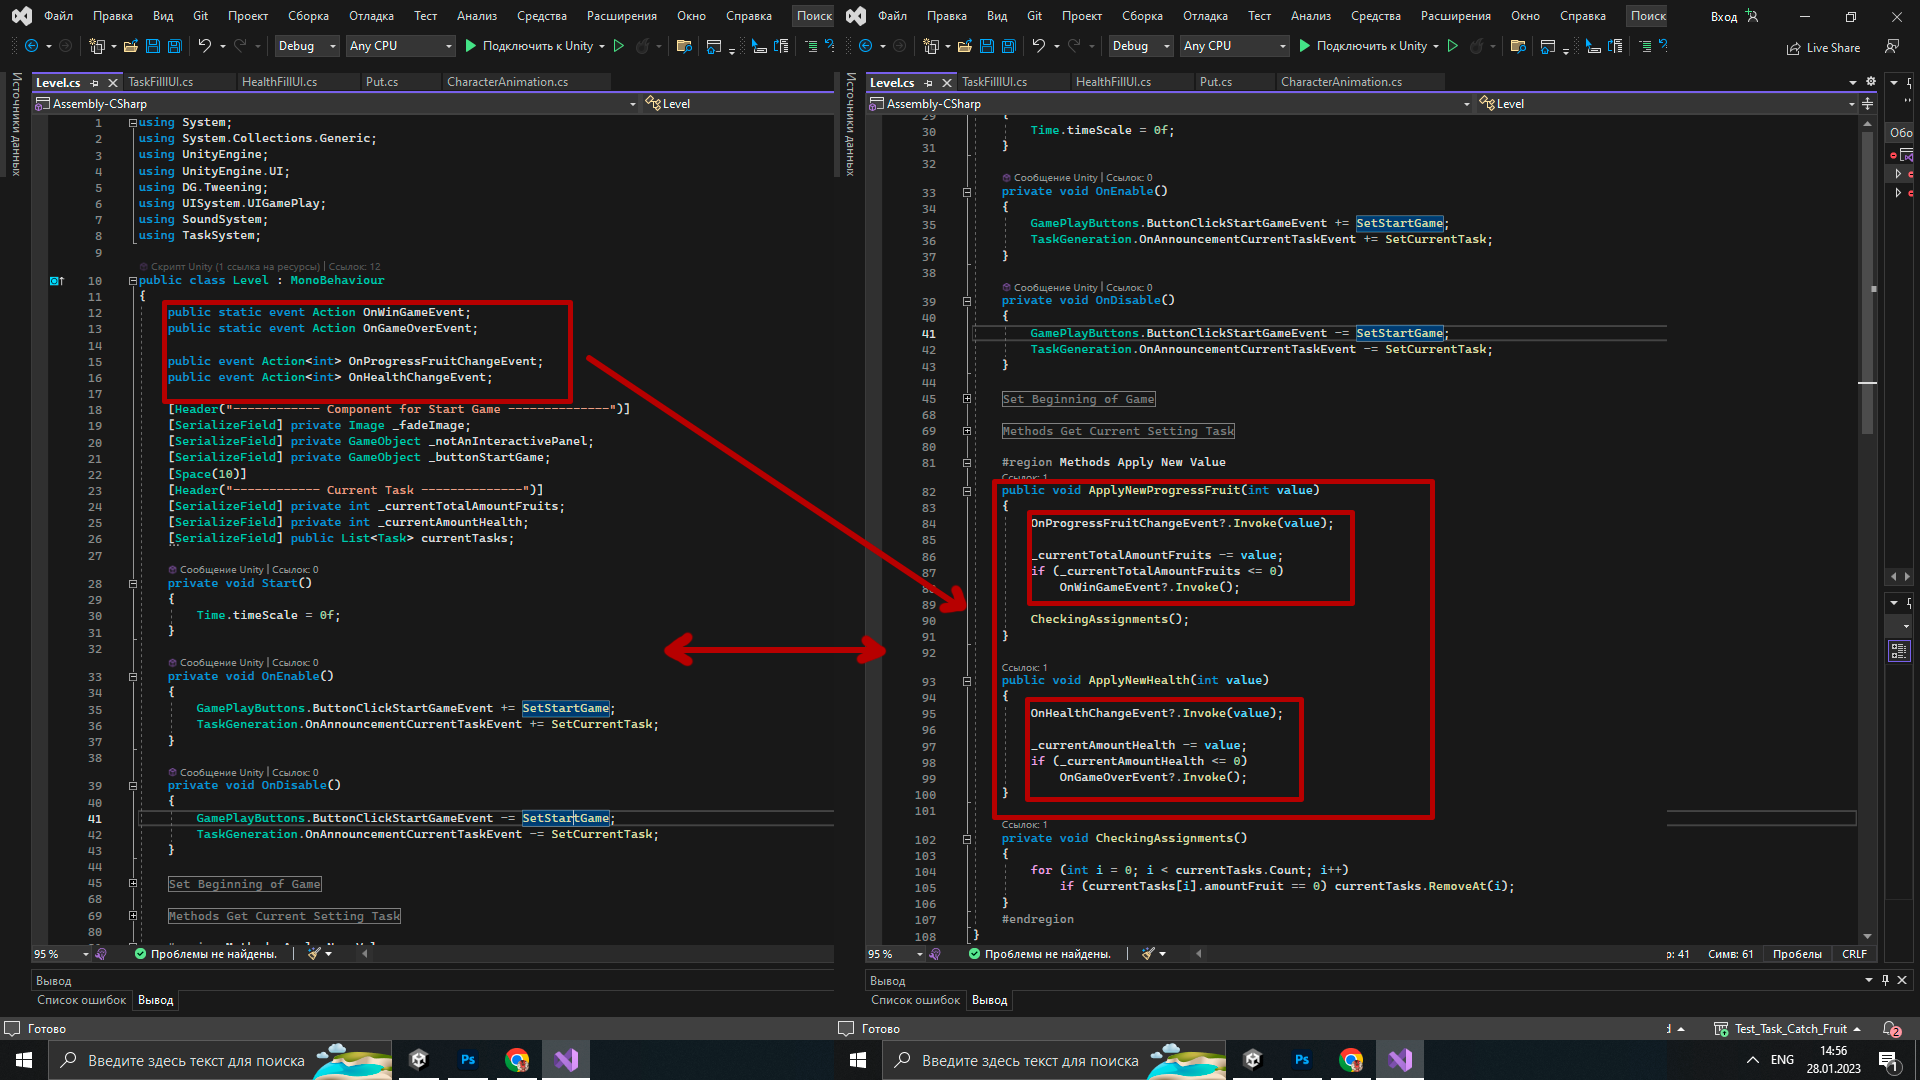 Файл Правка Вид Git Проект Сборка Отладка Тест Анализ Средства Расширения Окно Справка Поиск
Debug Any CPU Подключить к Unity
Источники данных
Level.cs TaskFillUI.cs HealthFillUI.cs Put.cs CharacterAnimation.cs
Assembly-CSharp Level
1 using System;
2 using System.Collections.Generic;
3 using UnityEngine;
4 using UnityEngine.UI;
5 using DG.Tweening;
6 using UISystem.UIGamePlay;
7 using SoundSystem;
8 using TaskSystem;
9
Скрипт Unity (1 ссылка на ресурсы) | Ссылок: 12
10 public class Level : MonoBehaviour
11 {
12 public static event Action OnWinGameEvent;
13 public static event Action OnGameOverEvent;
14
15 public event Action<int> OnProgressFruitChangeEvent;
16 public event Action<int> OnHealthChangeEvent;
17
18 [Header("------------ Component for Start Game --------------")]
19 [SerializeField] private Image _fadeImage;
20 [SerializeField] private GameObject _notAnInteractivePanel;
21 [SerializeField] private GameObject _buttonStartGame;
22 [Space(10)]
23 [Header("------------ Current Task --------------")]
24 [SerializeField] private int _currentTotalAmountFruits;
25 [SerializeField] private int _currentAmountHealth;
26 [SerializeField] public List<Task> currentTasks;
27
Сообщение Unity | Ссылок: 0
28 private void Start()
29 {
30 Time.timeScale = 0f;
31 }
32
Сообщение Unity | Ссылок: 0
33 private void OnEnable()
34 {
35 GamePlayButtons.ButtonClickStartGameEvent += SetStartGame;
36 TaskGeneration.OnAnnouncementCurrentTaskEvent += SetCurrentTask;
37 }
38
Сообщение Unity | Ссылок: 0
39 private void OnDisable()
40 {
41 GamePlayButtons.ButtonClickStartGameEvent -= SetStartGame;
42 TaskGeneration.OnAnnouncementCurrentTaskEvent -= SetCurrentTask;
43 }
44
45 Set Beginning of Game
68
69 Methods Get Current Setting Task
80
95 % Проблемы не найдены.
Вывод
Список ошибок Вывод
Готово
Введите здесь текст для поиска
Файл Правка Вид Git Проект Сборка Отладка Тест Анализ Средства Расширения Окно Справка Поиск Вход
Debug Any CPU Подключить к Unity Live Share
Источники данных
Level.cs TaskFillUI.cs HealthFillUI.cs Put.cs CharacterAnimation.cs
Assembly-CSharp Level
Обо
29 {
30 Time.timeScale = 0f;
31 }
32
Сообщение Unity | Ссылок: 0
33 private void OnEnable()
34 {
35 GamePlayButtons.ButtonClickStartGameEvent += SetStartGame;
36 TaskGeneration.OnAnnouncementCurrentTaskEvent += SetCurrentTask;
37 }
38
Сообщение Unity | Ссылок: 0
39 private void OnDisable()
40 {
41 GamePlayButtons.ButtonClickStartGameEvent -= SetStartGame;
42 TaskGeneration.OnAnnouncementCurrentTaskEvent -= SetCurrentTask;
43 }
44
45 Set Beginning of Game
68
69 Methods Get Current Setting Task
80
81 #region Methods Apply New Value
Ссылок: 1
82 public void ApplyNewProgressFruit(int value)
83 {
84 OnProgressFruitChangeEvent?.Invoke(value);
85
86 _currentTotalAmountFruits -= value;
87 if (_currentTotalAmountFruits <= 0)
88 OnWinGameEvent?.Invoke();
89
90 CheckingAssignments();
91 }
92
Ссылок: 1
93 public void ApplyNewHealth(int value)
94 {
95 OnHealthChangeEvent?.Invoke(value);
96
97 _currentAmountHealth -= value;
98 if (_currentAmountHealth <= 0)
99 OnGameOverEvent?.Invoke();
100 }
101
Ссылок: 1
102 private void CheckingAssignments()
103 {
104 for (int i = 0; i < currentTasks.Count; i++)
105 if (currentTasks[i].amountFruit == 0) currentTasks.RemoveAt(i);
106 }
107 #endregion
108 }
95 % Проблемы не найдены. р: 41 Симв: 61 Пробелы CRLF
Вывод
Список ошибок Вывод
Готово Test_Task_Catch_Fruit 2
Введите здесь текст для поиска ENG 14:56
28.01.2023 1